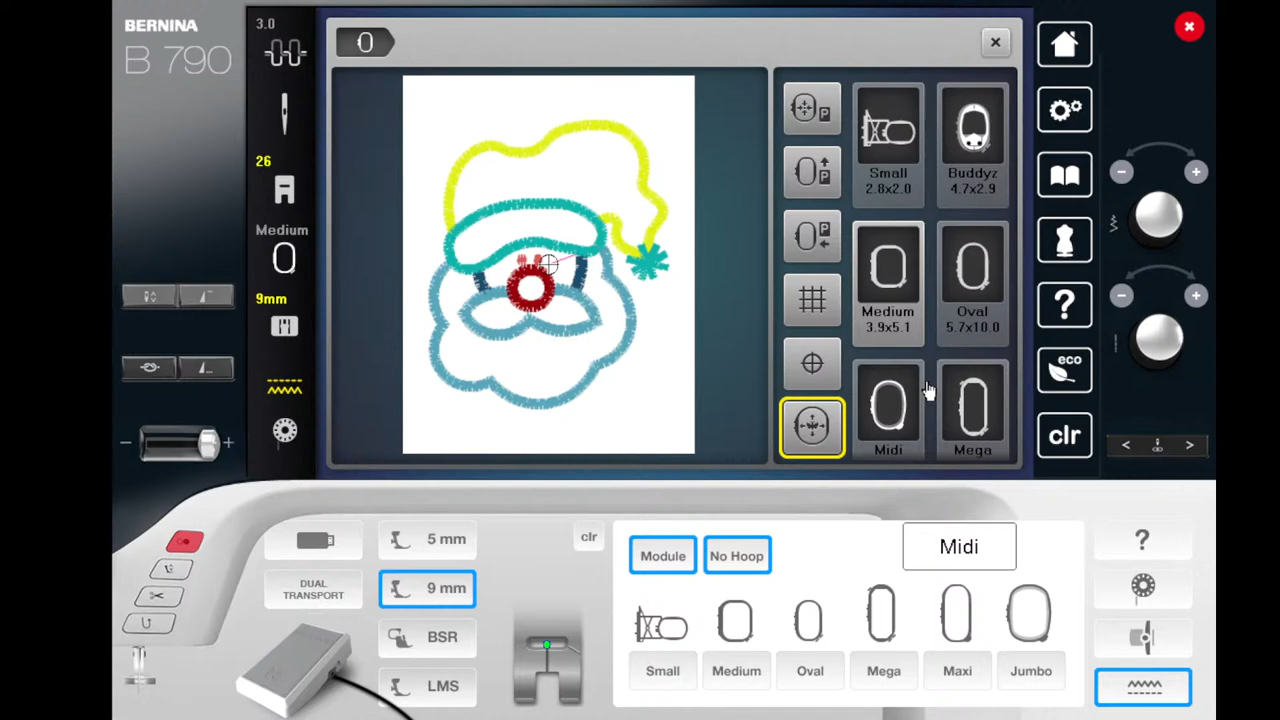 BERNINA
B 790
3.0
26
Medium
9mm
P
P
P
Small
2.8x2.0
Buddyz
4.7x2.9
Medium
3.9x5.1
Oval
5.7x10.0
Midi
Mega
?
eco
clr
- +
- +
- +
< >
DUAL
TRANSPORT
5 mm
9 mm
BSR
LMS
clr
Module
No Hoop
Midi
Small
Medium
Oval
Mega
Maxi
Jumbo
?